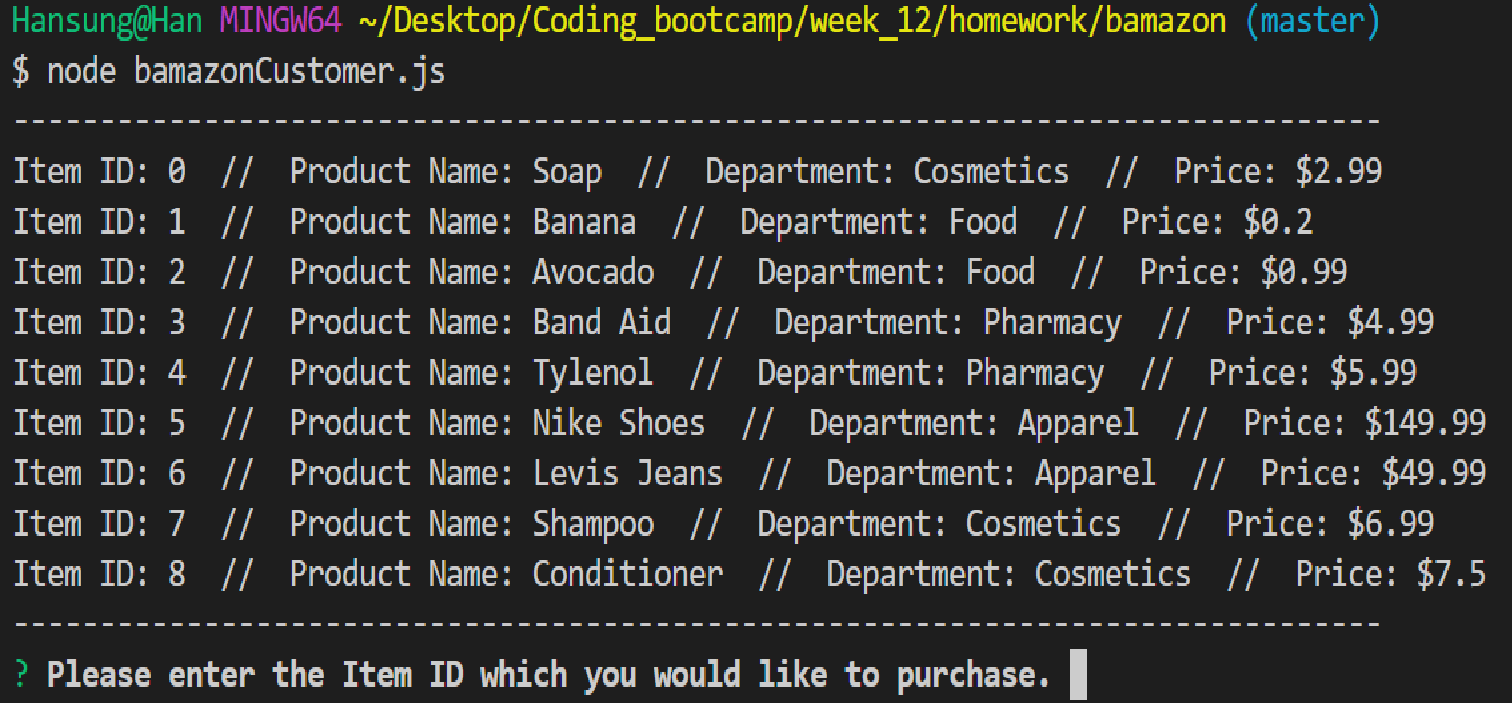 Hansung@Han MINGW64 ~/Desktop/Coding_bootcamp/week_12/homework/bamazon (master)
$ node bamazonCustomer.js
-------------------------------------------------------------------------------
Item ID: 0  //  Product Name: Soap  //  Department: Cosmetics  //  Price: $2.99
Item ID: 1  //  Product Name: Banana  //  Department: Food  //  Price: $0.2
Item ID: 2  //  Product Name: Avocado  //  Department: Food  //  Price: $0.99
Item ID: 3  //  Product Name: Band Aid  //  Department: Pharmacy  //  Price: $4.99
Item ID: 4  //  Product Name: Tylenol  //  Department: Pharmacy  //  Price: $5.99
Item ID: 5  //  Product Name: Nike Shoes  //  Department: Apparel  //  Price: $149.99
Item ID: 6  //  Product Name: Levis Jeans  //  Department: Apparel  //  Price: $49.99
Item ID: 7  //  Product Name: Shampoo  //  Department: Cosmetics  //  Price: $6.99
Item ID: 8  //  Product Name: Conditioner  //  Department: Cosmetics  //  Price: $7.5
-------------------------------------------------------------------------------
? Please enter the Item ID which you would like to purchase.